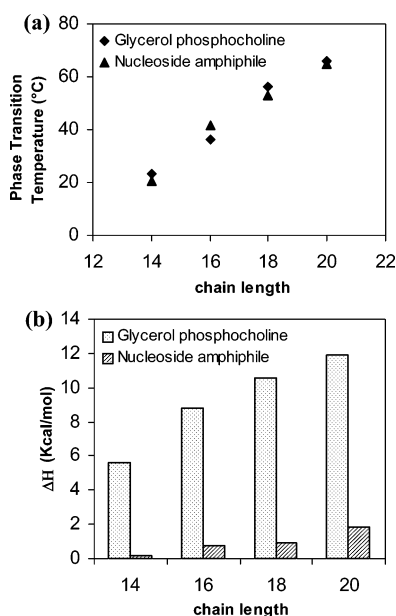 (a)
Glycerol phosphocholine
Nucleoside amphiphile
Phase Transition
Temperature (°C)
80
60
40
20
0
12 14 16 18 20 22
chain length
(b)
Glycerol phosphocholine
Nucleoside amphiphile
ΔH (Kcal/mol)
14
12
10
8
6
4
2
0
14 16 18 20
chain length